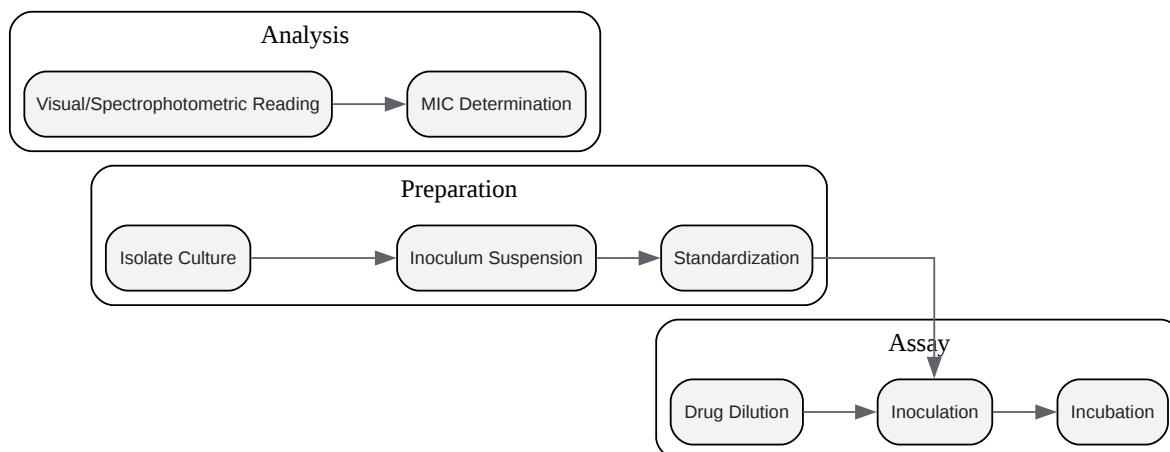 Analysis
Visual/Spectrophotometric Reading
MIC Determination
Preparation
Isolate Culture
Inoculum Suspension
Standardization
Assay
Drug Dilution
Inoculation
Incubation